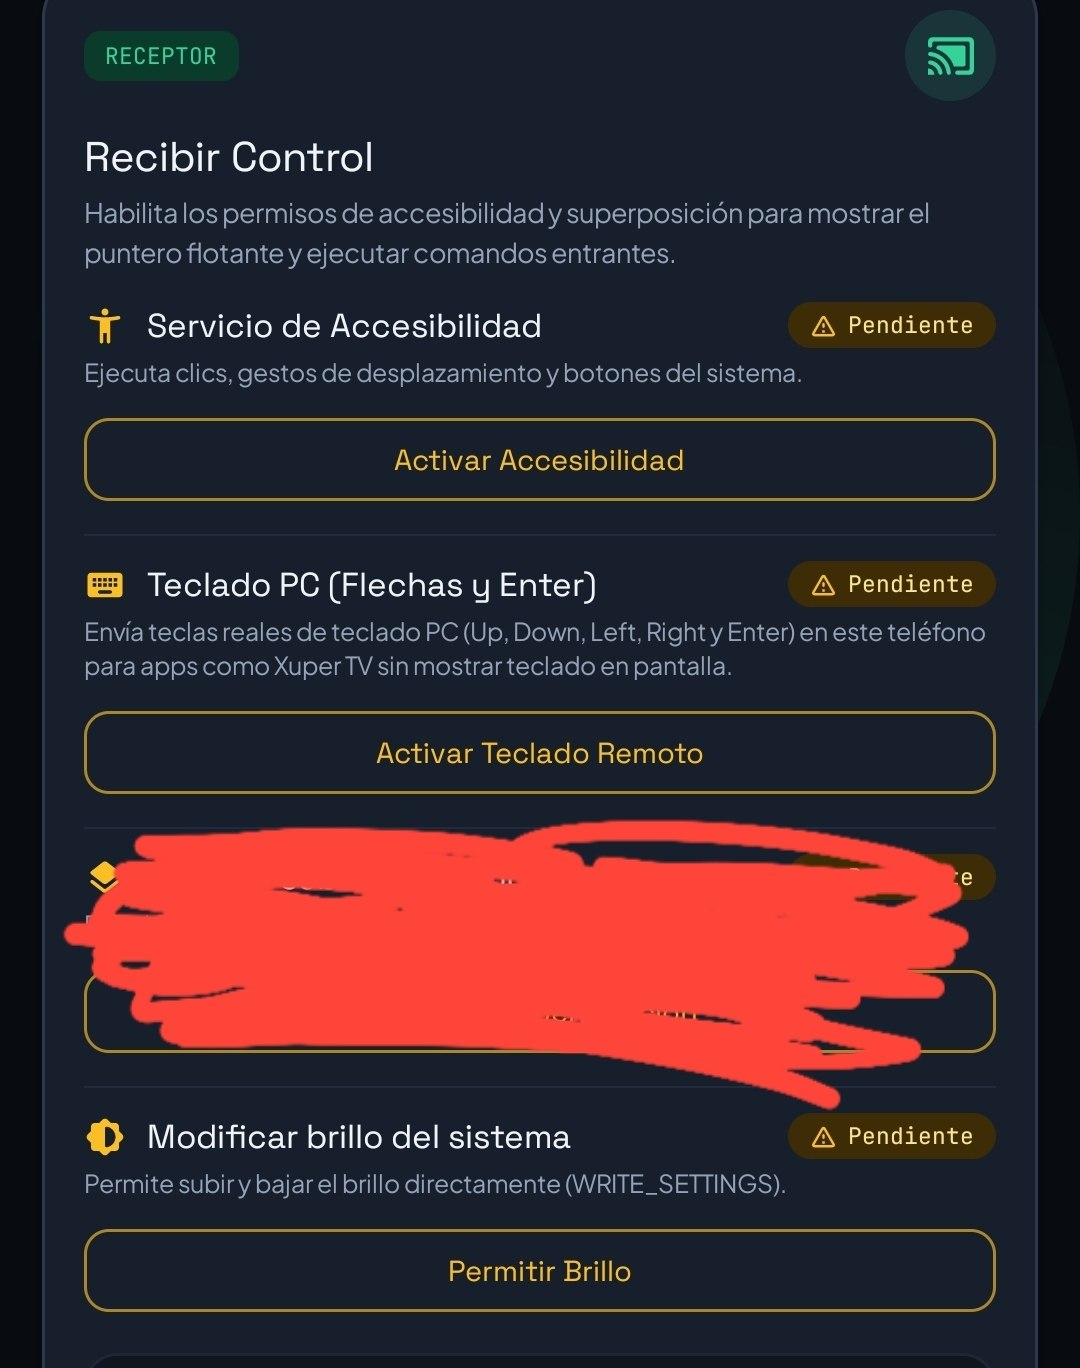 RECEPTOR
Recibir Control
Habilita los permisos de accesibilidad y superposición para mostrar el
puntero flotante y ejecutar comandos entrantes.
Servicio de Accesibilidad
Pendiente
Ejecuta clics, gestos de desplazamiento y botones del sistema.
Activar Accesibilidad
Teclado PC (Flechas y Enter)
Pendiente
Envía teclas reales de teclado PC (Up, Down, Left, Right y Enter) en este teléfono
para apps como Xuper TV sin mostrar teclado en pantalla.
Activar Teclado Remoto
Modificar brillo del sistema
Pendiente
Permite subir y bajar el brillo directamente (WRITE_SETTINGS).
Permitir Brillo